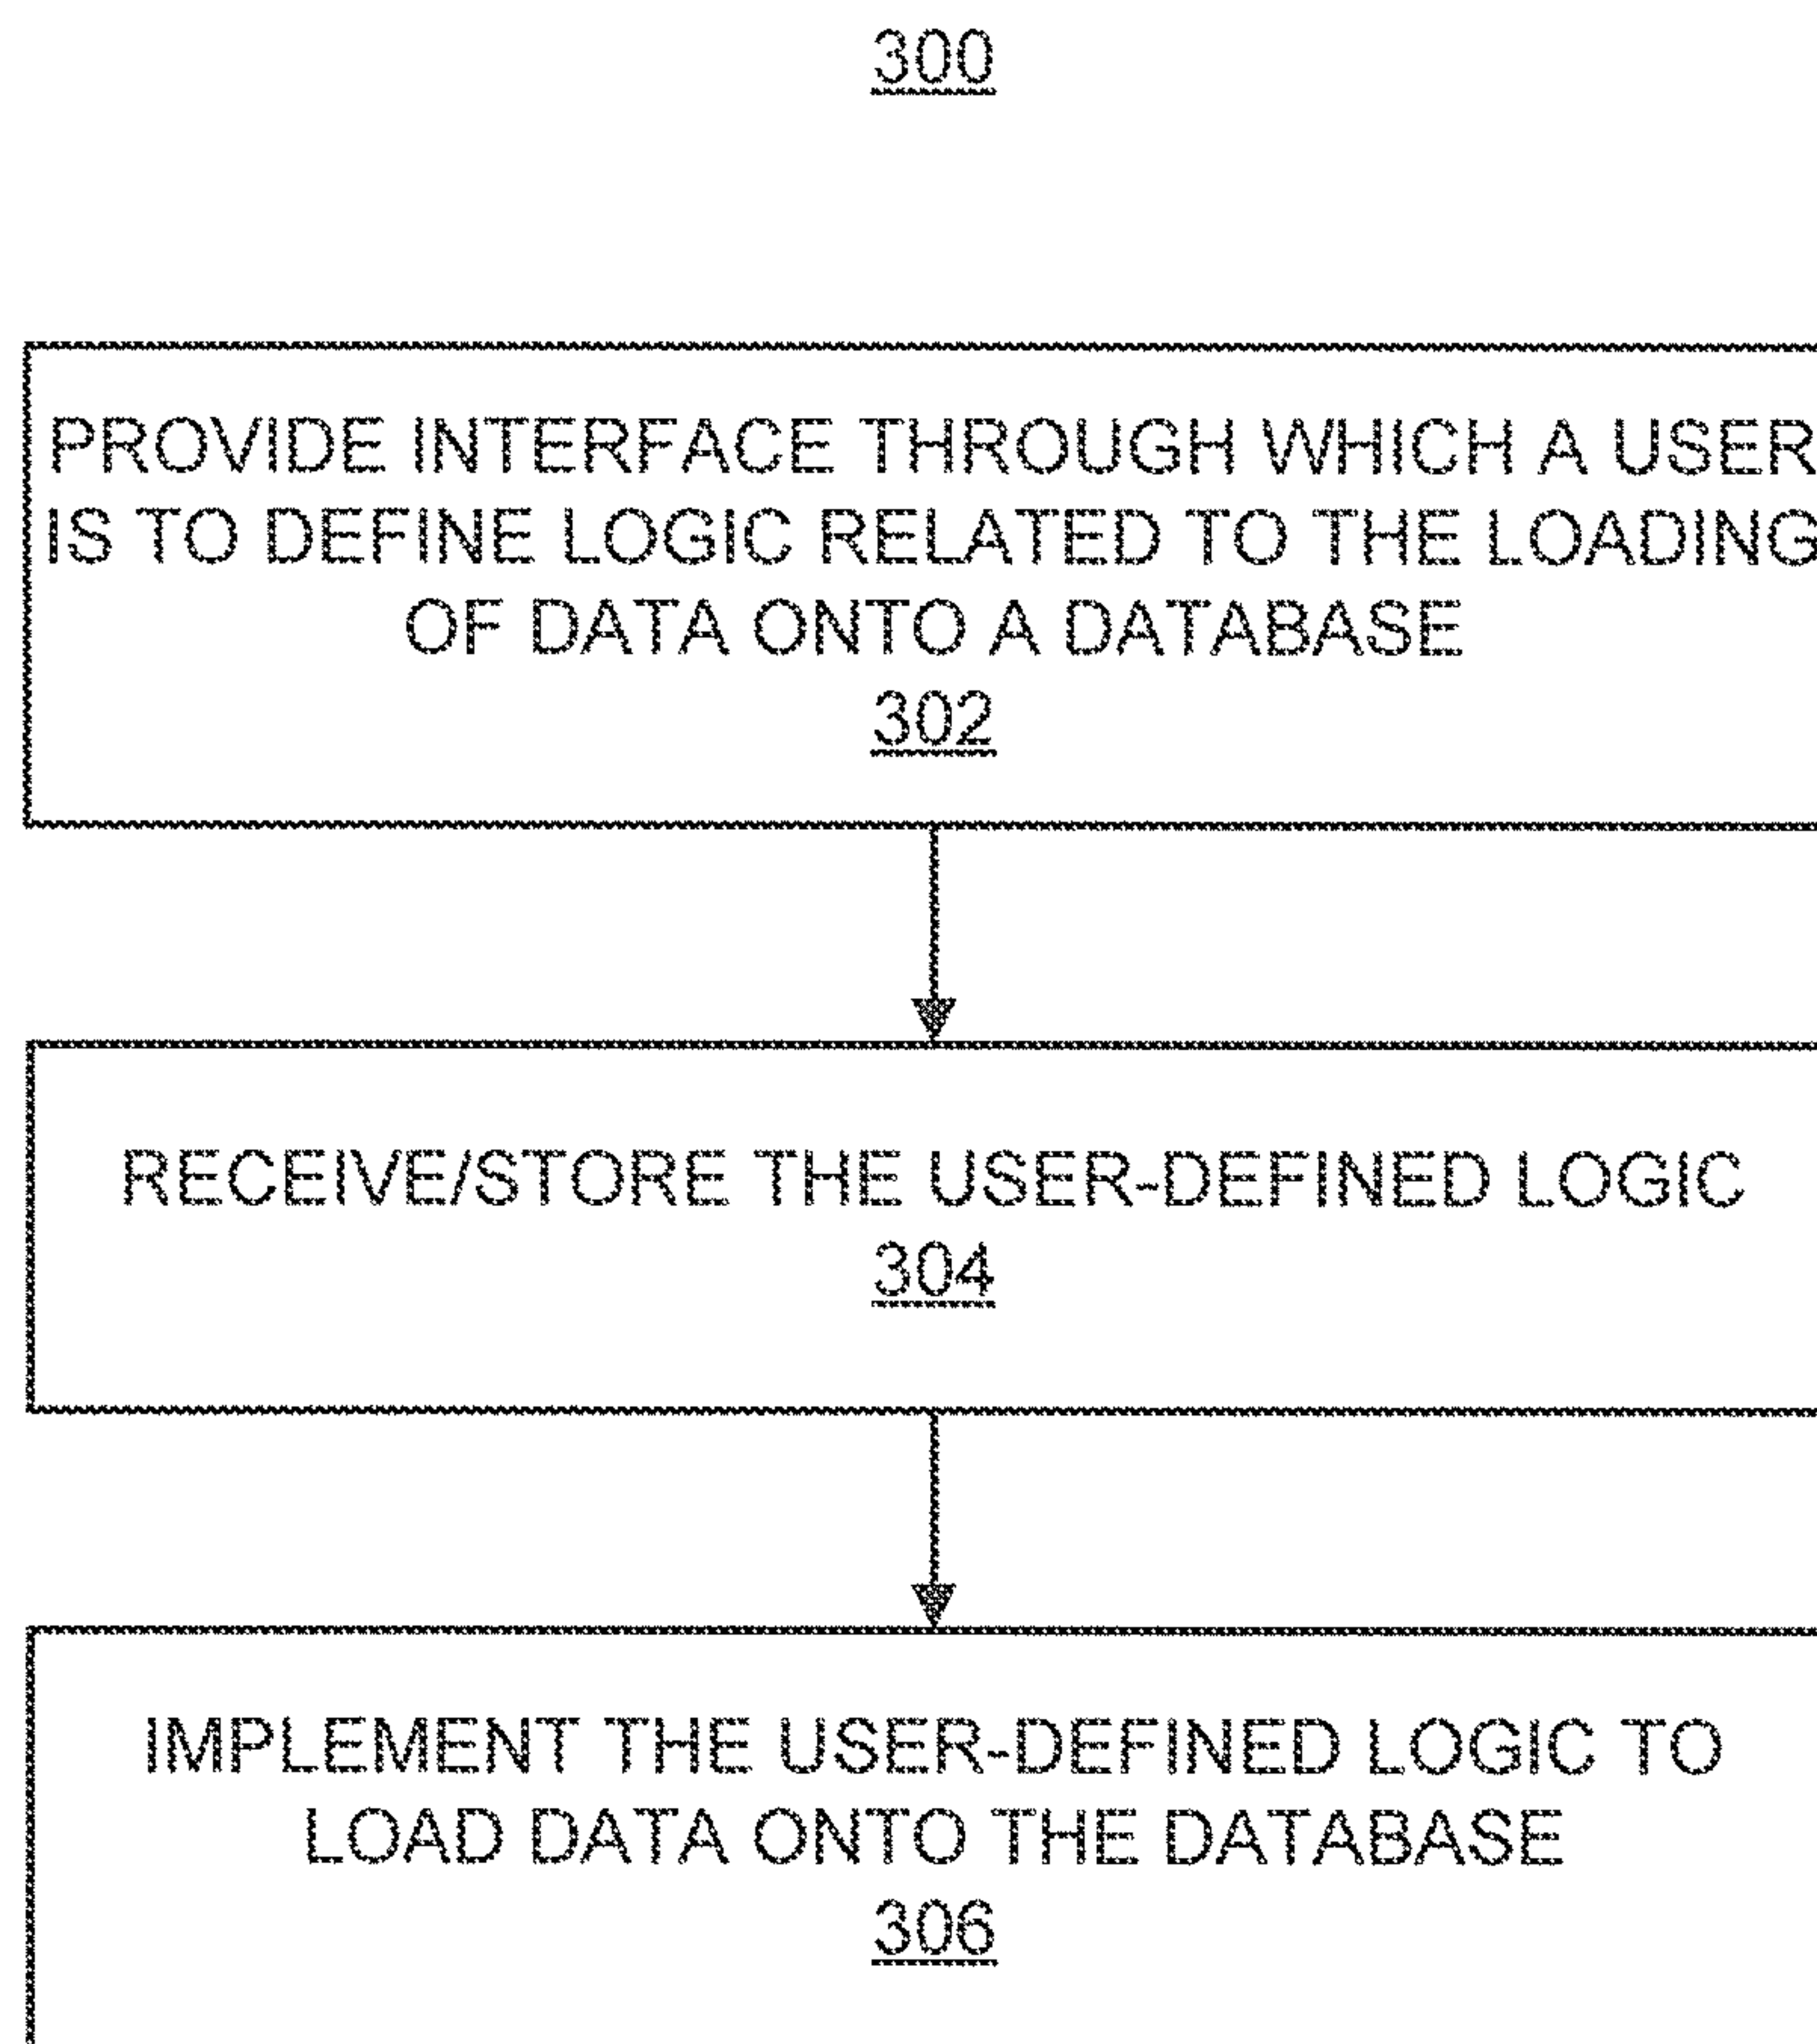 300
PROVIDE INTERFACE THROUGH WHICH A USER
IS TO DEFINE LOGIC RELATED TO THE LOADING
OF DATA ONTO A DATABASE
302
RECEIVE/STORE THE USER-DEFINED LOGIC
304
IMPLEMENT THE USER-DEFINED LOGIC TO
LOAD DATA ONTO THE DATABASE
306